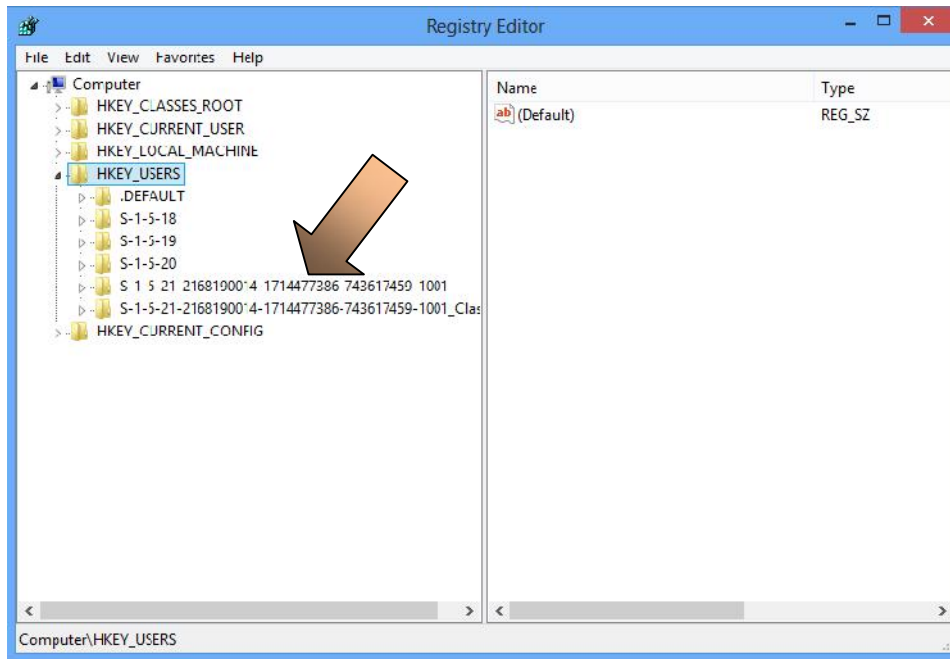 Registry Editor
File Edit View Favorites Help
Computer
HKEY_CLASSES_ROOT
HKEY_CURRENT_USER
HKEY_LOCAL_MACHINE
HKEY_USERS
.DEFAULT
S-1-5-18
S-1-5-19
S-1-5-20
S-1-5-21-2168190014-1714477386-743617459-1001
S-1-5-21-2168190014-1714477386-743617459-1001_Clas
HKEY_CURRENT_CONFIG
Name Type
ab (Default) REG_SZ
Computer\HKEY_USERS